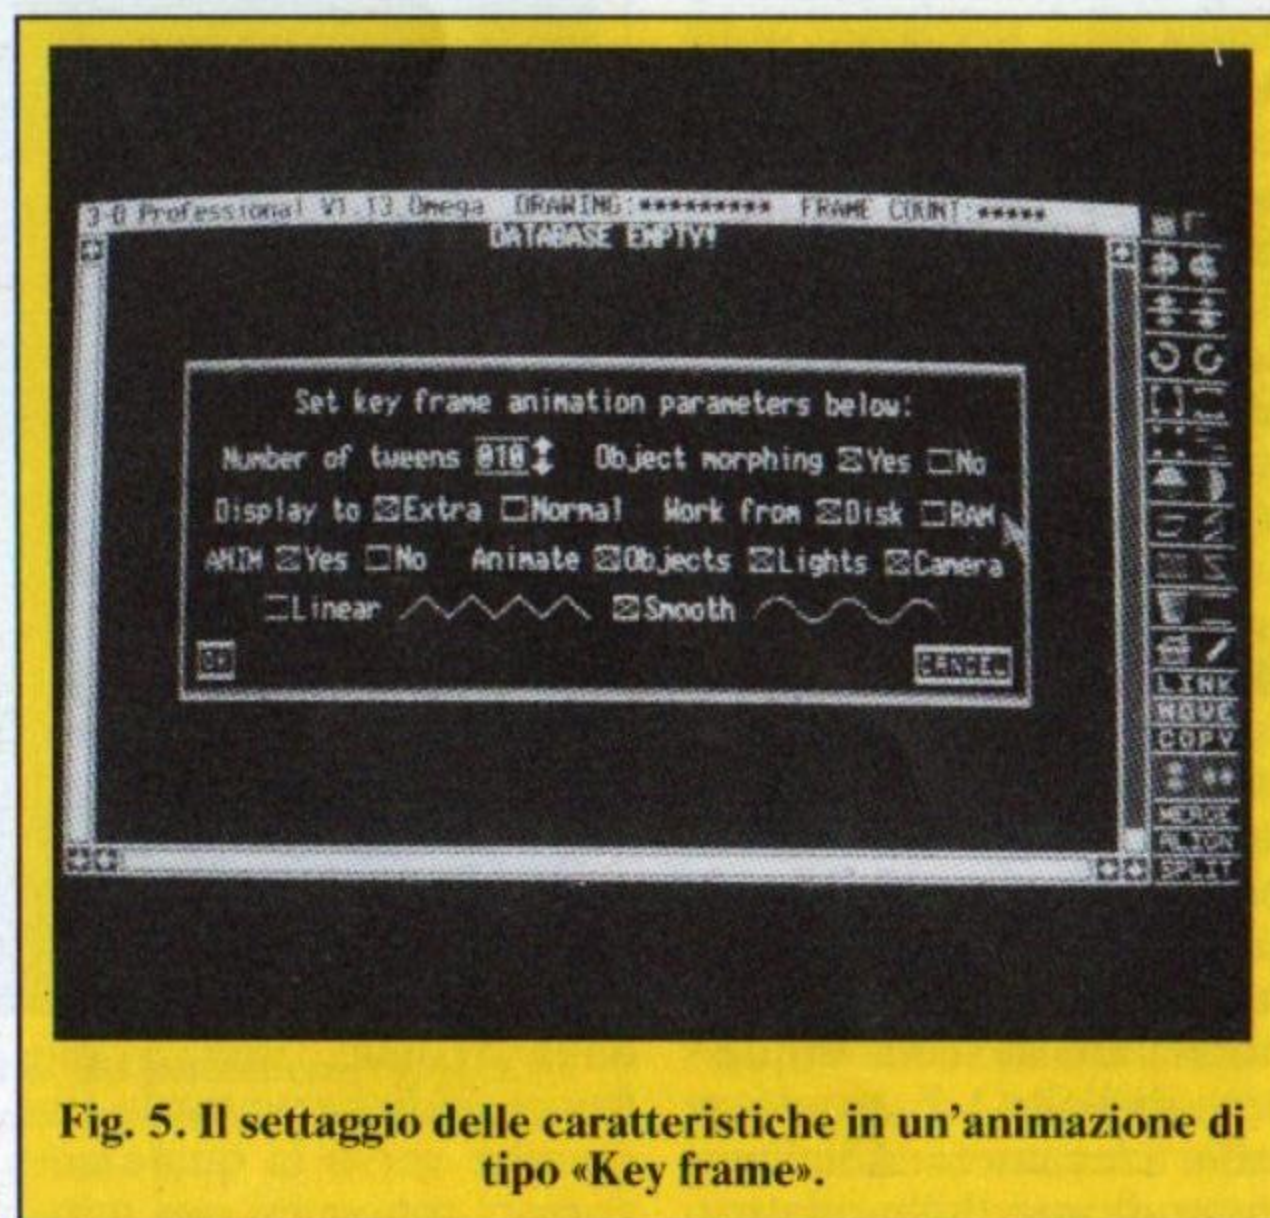 3-D Professional V1.13 Omega DRAWING:********* FRAME COUNT:*****
DATABASE EMPTY!
Set key frame animation parameters below:
Number of tweens 010 Object morphing Yes No
Display to Extra Normal Work from Disk RAM
ANIM Yes No Animate Objects Lights Camera
Linear Smooth
OK CANCEL
LINK
MOVE
COPY
MERGE
ALIGN
SPLIT
Fig. 5. Il settaggio delle caratteristiche in un'animazione di
tipo «Key frame».